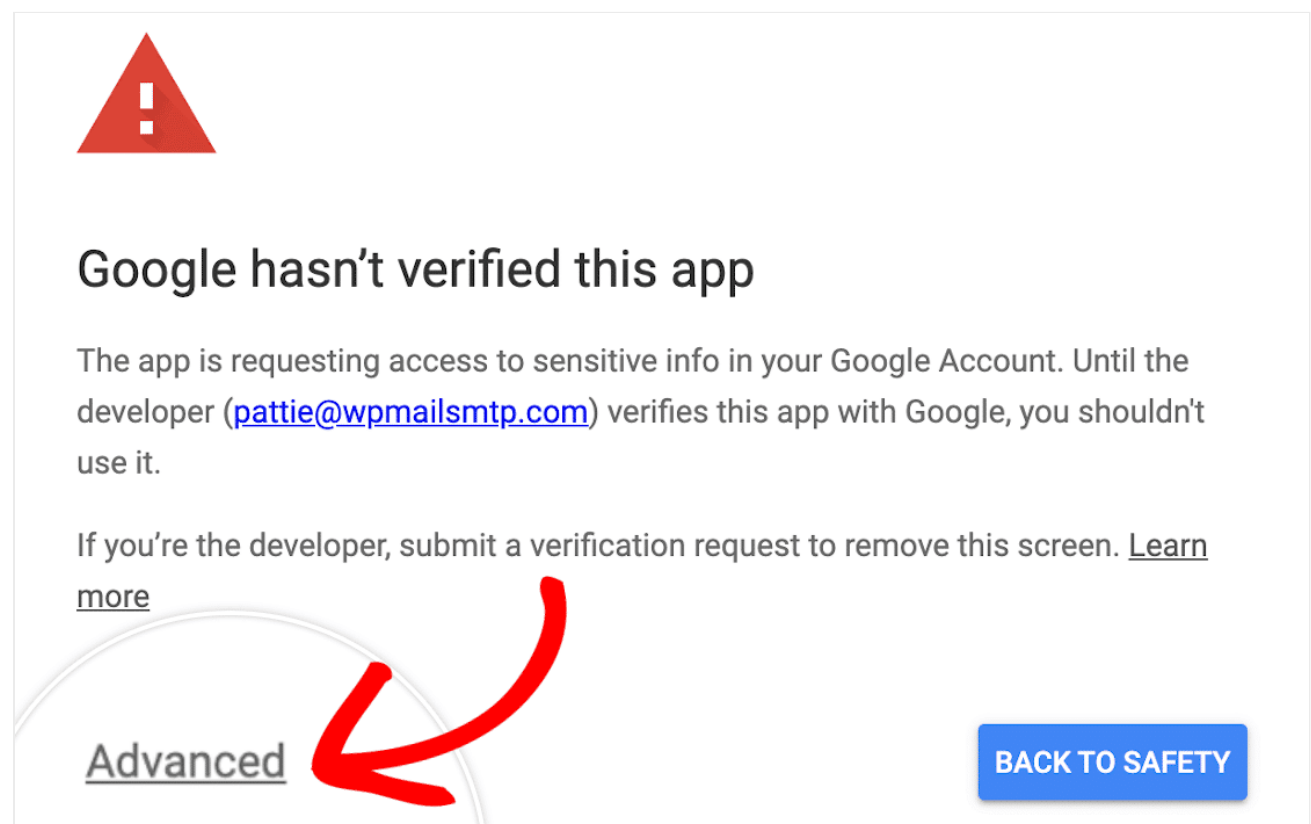 Google hasn’t verified this app
The app is requesting access to sensitive info in your Google Account. Until the
developer (pattie@wpmailsmtp.com) verifies this app with Google, you shouldn't
use it.
If you’re the developer, submit a verification request to remove this screen. Learn
more
Advanced
BACK TO SAFETY